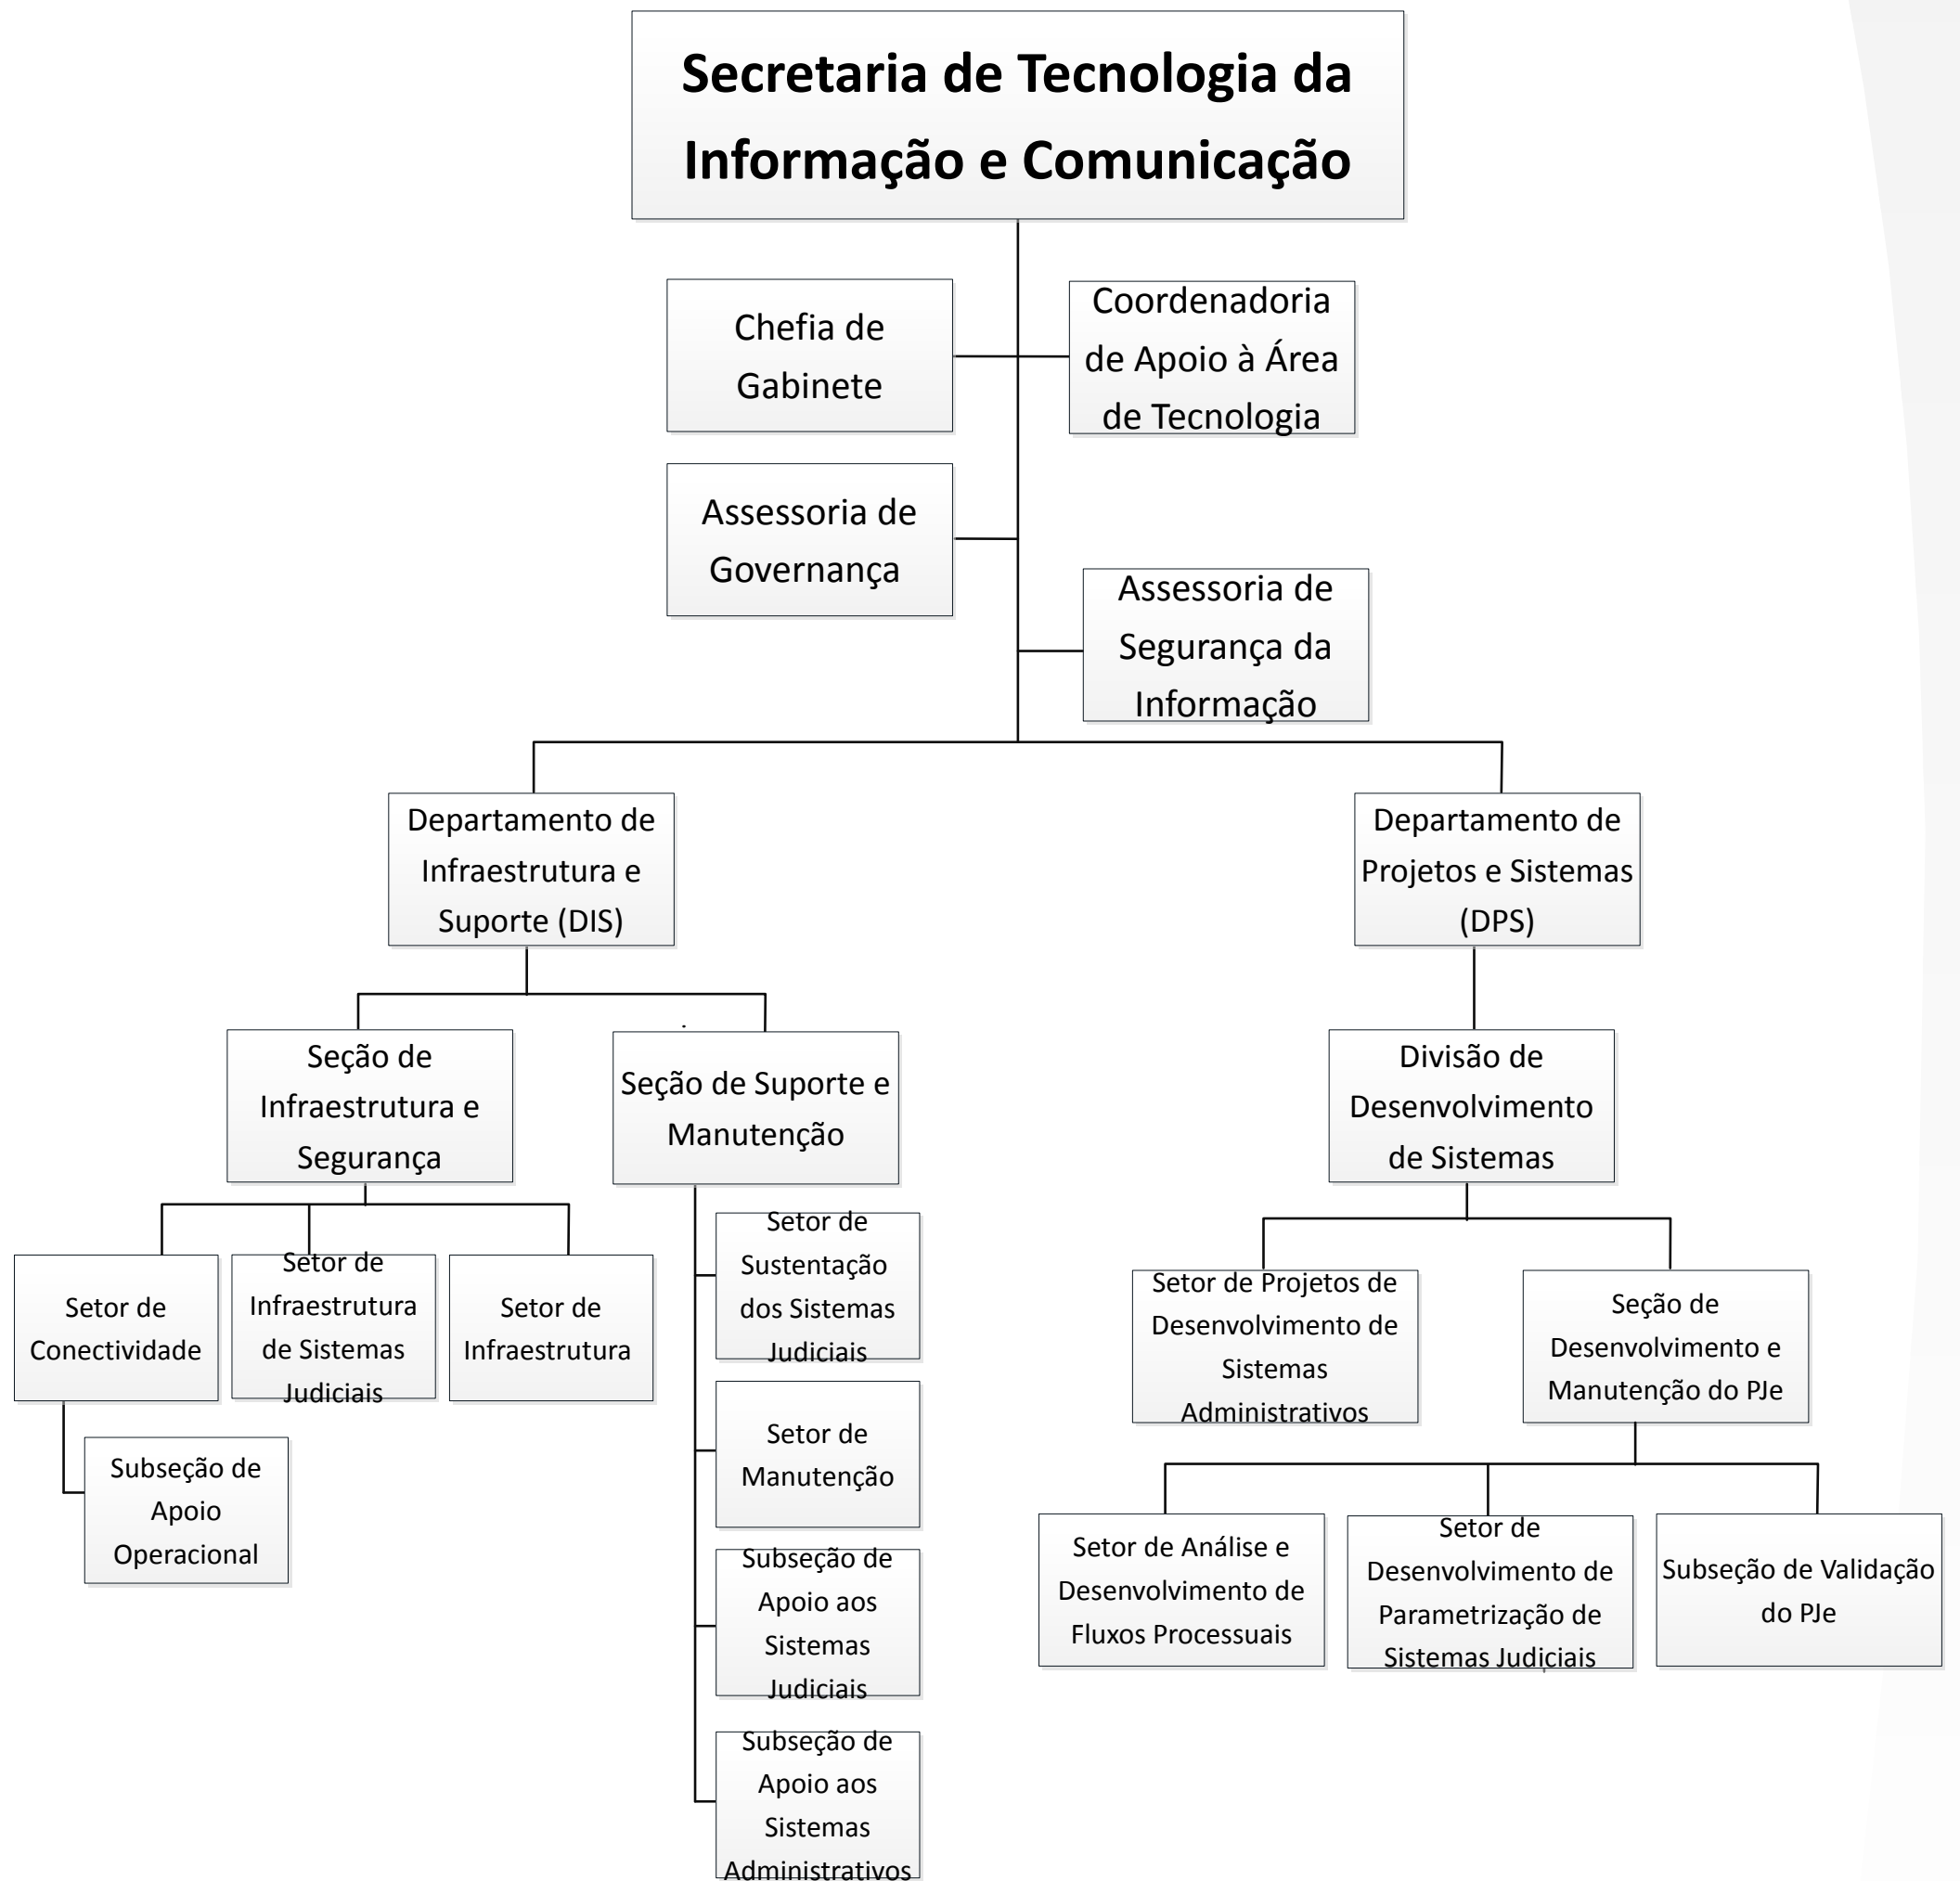 Secretaria de Tecnologia da
Informação e Comunicação
Chefia de
Gabinete
Coordenadoria
de Apoio à Área
de Tecnologia
Assessoria de
Governança
Assessoria de
Segurança da
Informação
Departamento de
Infraestrutura e
Suporte (DIS)
Departamento de
Projetos e Sistemas
(DPS)
Seção de
Infraestrutura e
Segurança
Seção de Suporte e
Manutenção
Divisão de
Desenvolvimento
de Sistemas
Setor de
Conectividade
Setor de
Infraestrutura
de Sistemas
Judiciais
Setor de
Infraestrutura
Subseção de
Apoio
Operacional
Setor de
Sustentação
dos Sistemas
Judiciais
Setor de
Manutenção
Subseção de
Apoio aos
Sistemas
Judiciais
Subseção de
Apoio aos
Sistemas
Administrativos
Setor de Projetos de
Desenvolvimento de
Sistemas
Administrativos
Seção de
Desenvolvimento e
Manutenção do PJe
Setor de Análise e
Desenvolvimento de
Fluxos Processuais
Setor de
Desenvolvimento de
Parametrização de
Sistemas Judiciais
Subseção de Validação
do PJe